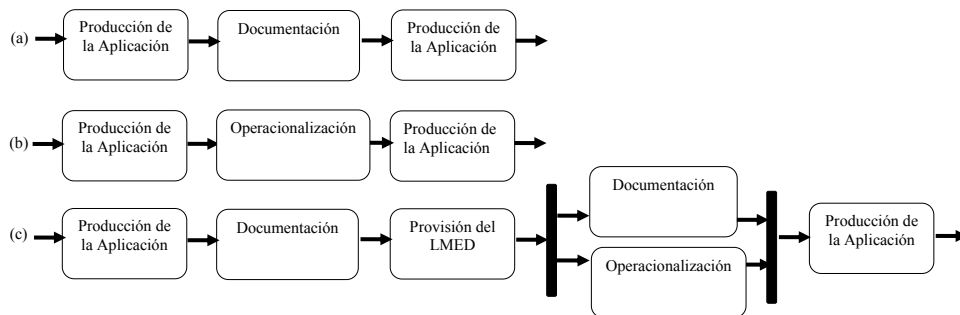 (a)
Producción de
la Aplicación
Documentación
Producción de
la Aplicación
(b)
Producción de
la Aplicación
Operacionalización
Producción de
la Aplicación
(c)
Producción de
la Aplicación
Documentación
Provisión del
LMED
Documentación
Operacionalización
Producción de
la Aplicación